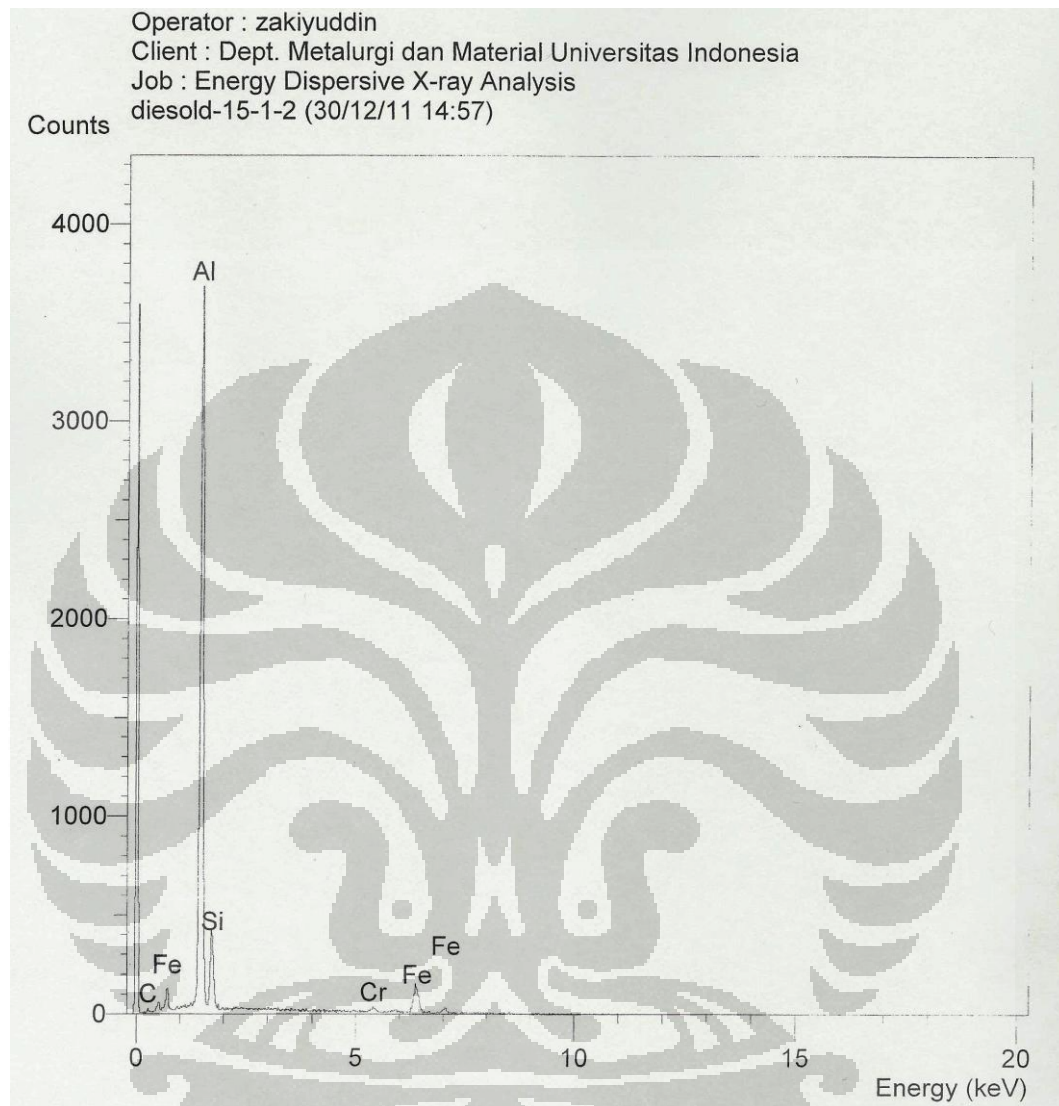 Operator : zakiyuddin
Client : Dept. Metalurgi dan Material Universitas Indonesia
Job : Energy Dispersive X-ray Analysis
diesold-15-1-2 (30/12/11 14:57)
Counts
4000
Al
3000
2000
1000
Si
Fe
Fe
C
Cr
Fe
0
0 5 10 15 20
Energy (keV)